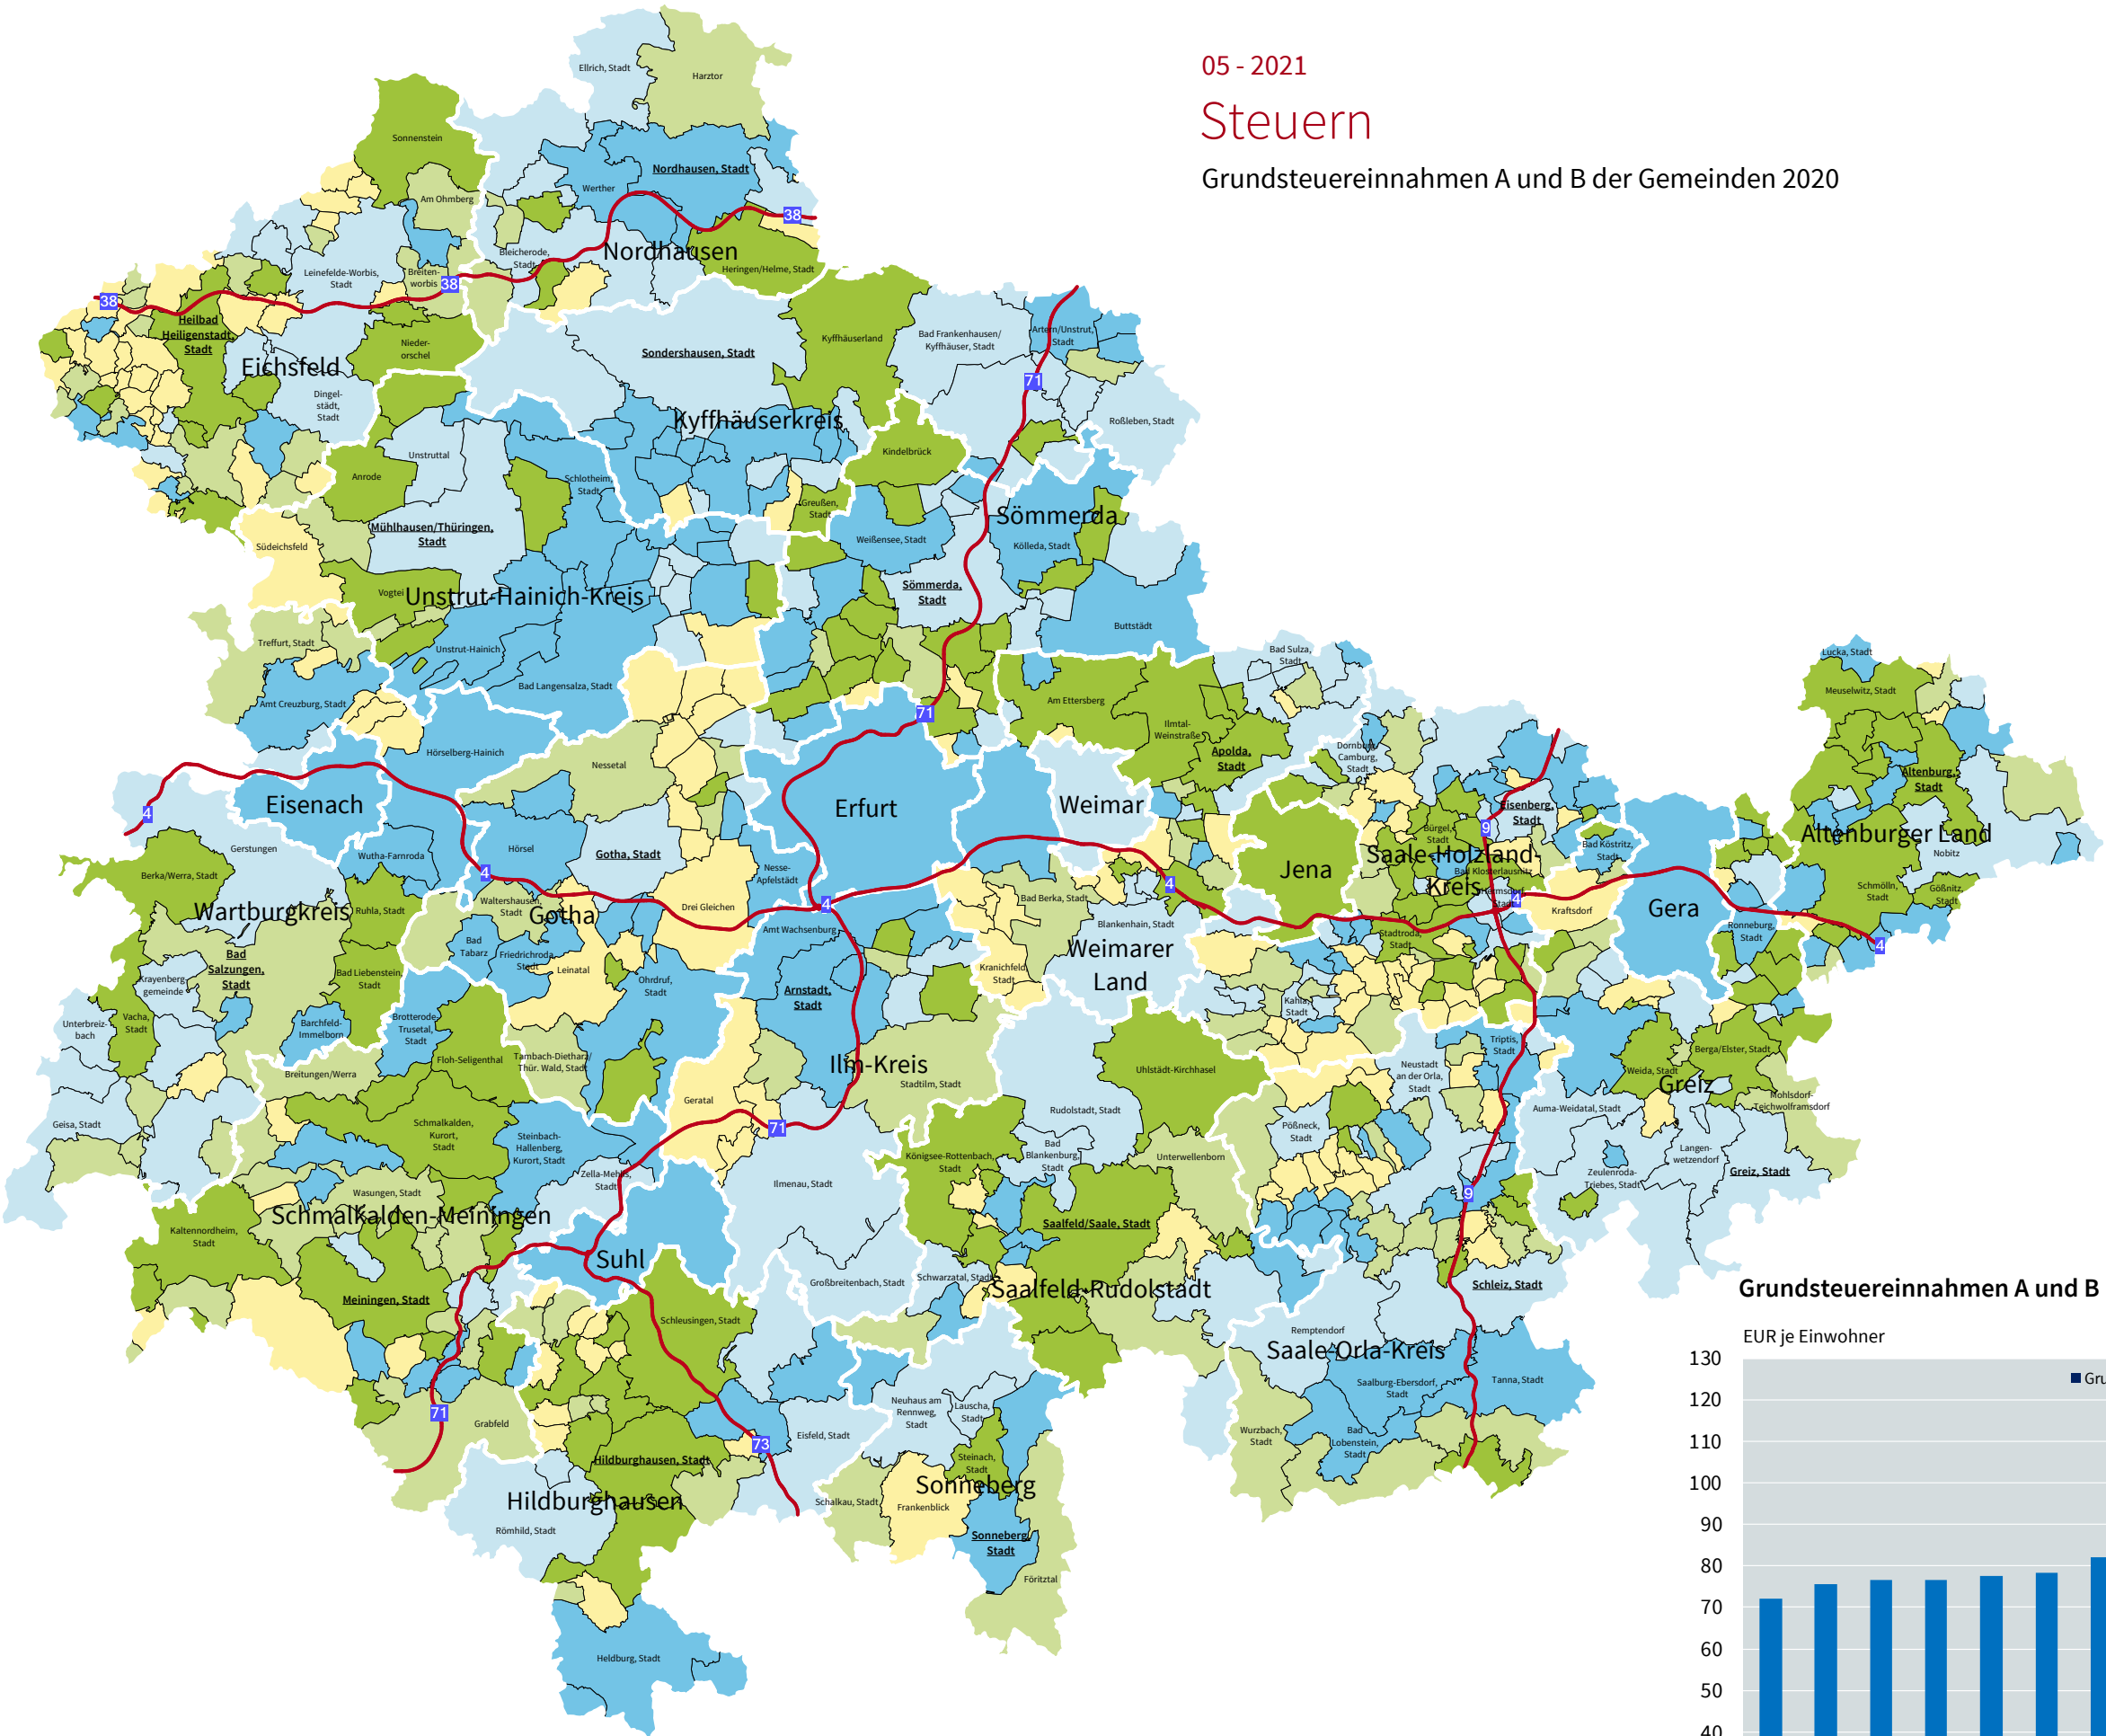 05 - 2021
Steuern
Grundsteuereinnahmen A und B der Gemeinden 2020
Ellrich, Stadt
Harztor
Sonnenstein
Nordhausen, Stadt
Werther
Am Ohmberg
38
Nordhausen
Bleicherode,
Stadt
Heringen/Helme, Stadt
Leinefelde-Worbis,
Stadt
Breiten-
worbis
38
38
Heilbad
Heiligenstadt,
Stadt
Eichsfeld
Nieder-
orschel
Dingel-
städt,
Stadt
Sondershausen, Stadt
Kyffhäuserland
Bad Frankenhausen/
Kyffhäuser, Stadt
Artern/Unstrut,
Stadt
71
Roßleben, Stadt
Kyffhäuserkreis
Kindelbrück
Unstruttal
Anrode
Schlotheim,
Stadt
Greußen,
Stadt
Mühlhausen/Thüringen,
Stadt
Südeichsfeld
Weißensee, Stadt
Sömmerda
Kölleda, Stadt
Sömmerda,
Stadt
Vogtei
Unstrut-Hainich-Kreis
Buttstädt
Treffurt, Stadt
Unstrut-Hainich
Bad Langensalza, Stadt
Amt Creuzburg, Stadt
Hörselberg-Hainich
Bad Sulza,
Stadt
Am Ettersberg
Ilmtal-
Weinstraße
71
Apolda,
Stadt
Dornburg-
Camburg,
Stadt
Lucka, Stadt
Meuselwitz, Stadt
Altenburg,
Stadt
Altenburger Land
Nobitz
Schmölln,
Stadt
Gößnitz,
Stadt
Nessetal
Eisenach
4
Gerstungen
Wutha-Farnroda
Hörsel
Gotha, Stadt
Erfurt
Weimar
Jena
Eisenberg,
Stadt
9
Bürgel,
Stadt
Saale-Holzland-
Kreis
Bad Klosterlausnitz
Hermsdorf,
Stadt
Bad Köstritz,
Stadt
4
Kraftsdorf
Gera
Ronneburg,
Stadt
4
Berka/Werra, Stadt
Wartburgkreis
Ruhla, Stadt
4
Waltershausen,
Stadt
Gotha
Drei Gleichen
Nesse-
Apfelstädt
4
Amt Wachsenburg
Bad Berka, Stadt
4
Blankenhain, Stadt
Weimarer
Land
Kranichfeld,
Stadt
Stadtroda,
Stadt
Kahla,
Stadt
Bad
Salzungen,
Stadt
Bad Liebenstein,
Stadt
Bad
Tabarz
Friedrichroda,
Stadt
Leinatal
Ohrdruf,
Stadt
Arnstadt,
Stadt
Krayenberg-
gemeinde
Unterbreiz-
bach
Vacha,
Stadt
Barchfeld-
Immelborn
Brotterode-
Trusetal,
Stadt
Floh-Seligenthal
Tambach-Dietharz/
Thür. Wald, Stadt
Breitungen/Werra
Geratal
Ilm-Kreis
Stadtilm, Stadt
Uhlstädt-Kirchhasel
Rudolstadt, Stadt
Neustadt
an der Orla,
Stadt
Triptis,
Stadt
Weida, Stadt
Berga/Elster, Stadt
Greiz
Mohlsdorf-
Teichwolframsdorf
Auma-Weidatal, Stadt
Langen-
wetzendorf
Greiz, Stadt
Zeulenroda-
Triebes, Stadt
Geisa, Stadt
Schmalkalden,
Kurort,
Stadt
Steinbach-
Hallenberg,
Kurort, Stadt
Zella-Mehlis,
Stadt
71
Ilmenau, Stadt
Königsee-Rottenbach,
Stadt
Bad
Blankenburg,
Stadt
Unterwellenborn
Pößneck,
Stadt
9
Wasungen, Stadt
Schmalkalden-Meiningen
Kaltennordheim,
Stadt
Suhl
Saalfeld/Saale, Stadt
Großbreitenbach, Stadt
Schwarzatal, Stadt
Saalfeld-Rudolstadt
Schleiz, Stadt
Meiningen, Stadt
Schleusingen, Stadt
Remptendorf
Saale-Orla-Kreis
Saalburg-Ebersdorf,
Stadt
Tanna, Stadt
Wurzbach,
Stadt
Bad
Lobenstein,
Stadt
71
Grabfeld
73
Eisfeld, Stadt
Neuhaus am
Rennweg,
Stadt
Lauscha,
Stadt
Steinach,
Stadt
Hildburghausen, Stadt
Hildburghausen
Römhild, Stadt
Schalkau, Stadt
Frankenblick
Sonneberg
Sonneberg,
Stadt
Föritztal
Heldburg, Stadt
Grundsteuereinnahmen A und B
EUR je Einwohner
130
120
110
100
90
80
70
60
50
40